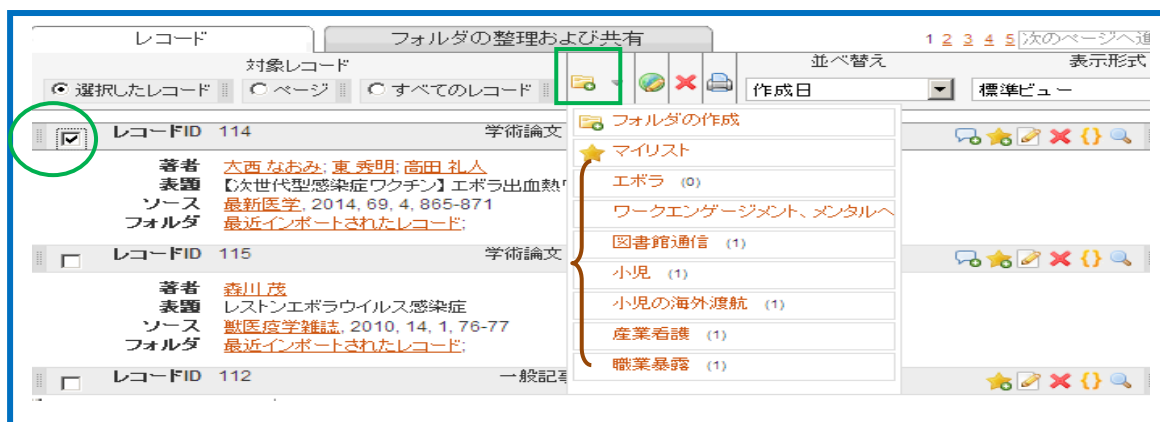 レコード フォルダの整理および共有 1 2 3 4 5 次のページへ進
対象レコード 並べ替え 表示形式
選択したレコード ページ すべてのレコード 作成日 標準ビュー
レコードID 114 学術論文
著者 大西 なおみ; 東 秀明; 高田 礼人
表題 【次世代型感染症ワクチン】 エボラ出血熱
ソース 最新医学, 2014, 69, 4, 865-871
フォルダ 最近インポートされたレコード;
レコードID 115 学術論文
著者 森川 茂
表題 レストンエボラウイルス感染症
ソース 獣医疫学雑誌, 2010, 14, 1, 76-77
フォルダ 最近インポートされたレコード;
レコードID 112 一般記事
フォルダの作成
マイリスト
エボラ (0)
ワークエンゲージメント、メンタルヘ
図書館通信 (1)
小児 (1)
小児の海外渡航 (1)
産業看護 (1)
職業暴露 (1)